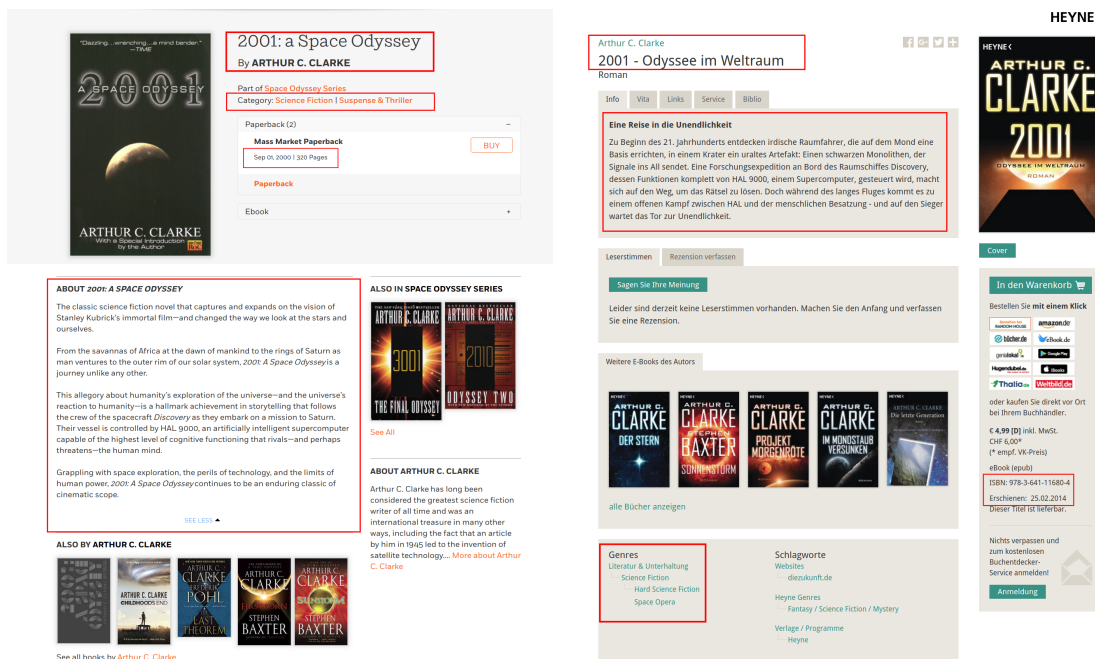 "Dazzling...wrenching...a mind bender."
—TIME
2001
A SPACE ODYSSEY
ARTHUR C. CLARKE
With a Special Introduction
by the Author
2001: a Space Odyssey
By ARTHUR C. CLARKE
Part of Space Odyssey Series
Category: Science Fiction | Suspense & Thriller
Paperback (2) –
Mass Market Paperback
BUY
Sep 01, 2000 | 320 Pages
Paperback
Ebook +
ABOUT 2001: A SPACE ODYSSEY
The classic science fiction novel that captures and expands on the vision of
Stanley Kubrick's immortal film—and changed the way we look at the stars and
ourselves.
From the savannas of Africa at the dawn of mankind to the rings of Saturn as
man ventures to the outer rim of our solar system, 2001: A Space Odyssey is a
journey unlike any other.
This allegory about humanity's exploration of the universe—and the universe's
reaction to humanity—is a hallmark achievement in storytelling that follows
the crew of the spacecraft Discovery as they embark on a mission to Saturn.
Their vessel is controlled by HAL 9000, an artificially intelligent supercomputer
capable of the highest level of cognitive functioning that rivals—and perhaps
threatens—the human mind.
Grappling with space exploration, the perils of technology, and the limits of
human power, 2001: A Space Odyssey continues to be an enduring classic of
cinematic scope.
SEE LESS
ALSO BY ARTHUR C. CLARKE
ARTHUR C. CLARKE
CHILDHOOD'S END
ARTHUR C.
CLARKE
FREDERIK
POHL
THE
LAST
THEOREM
ARTHUR C.
CLARKE
FIRSTBORN
STEPHEN
BAXTER
ARTHUR C.
CLARKE
SUNSTORM
STEPHEN
BAXTER
See all books by Arthur C. Clarke
ALSO IN SPACE ODYSSEY SERIES
ARTHUR C. CLARKE
3001
THE FINAL ODYSSEY
ARTHUR C. CLARKE
2010
ODYSSEY TWO
See All
ABOUT ARTHUR C. CLARKE
Arthur C. Clarke has long been
considered the greatest science fiction
writer of all time and was an
international treasure in many other
ways, including the fact that an article
by him in 1945 led to the invention of
satellite technology.... More about Arthur
C. Clarke
HEYNE
Arthur C. Clarke
2001 - Odyssee im Weltraum
Roman
Info Vita Links Service Biblio
Eine Reise in die Unendlichkeit
Zu Beginn des 21. Jahrhunderts entdecken irdische Raumfahrer, die auf dem Mond eine
Basis errichten, in einem Krater ein uraltes Artefakt: Einen schwarzen Monolithen, der
Signale ins All sendet. Eine Forschungsexpedition an Bord des Raumschiffes Discovery,
dessen Funktionen komplett von HAL 9000, einem Supercomputer, gesteuert wird, macht
sich auf den Weg, um das Rätsel zu lösen. Doch während des langes Fluges kommt es zu
einem offenen Kampf zwischen HAL und der menschlichen Besatzung - und auf den Sieger
wartet das Tor zur Unendlichkeit.
Leserstimmen Rezension verfassen
Sagen Sie Ihre Meinung
Leider sind derzeit keine Leserstimmen vorhanden. Machen Sie den Anfang und verfassen
Sie eine Rezension.
Weitere E-Books des Autors
ARTHUR C.
CLARKE
DER STERN
ARTHUR C.
CLARKE
STEPHEN
BAXTER
SONNENSTURM
ARTHUR C.
CLARKE
PROJEKT
MORGENRÖTE
ARTHUR C.
CLARKE
IM MONDSTAUB
VERSUNKEN
ARTHUR C. CLARKE
Die letzte Generation
alle Bücher anzeigen
Genres
Literatur & Unterhaltung
Science Fiction
Hard Science Fiction
Space Opera
Schlagworte
Websites
diezukunft.de
Heyne Genres
Fantasy / Science Fiction / Mystery
Verlage / Programme
Heyne
HEYNE
ARTHUR C.
CLARKE
2001
ODYSSEE IM WELTRAUM
ROMAN
Cover
In den Warenkorb
Bestellen Sie mit einem Klick
RANDOM HOUSE
amazon.de
bücher.de
eBook.de
genialokal
Google Play
Hugendubel.de
iBooks
Thalia.de
Weltbild.de
oder kaufen Sie direkt vor Ort
bei Ihrem Buchhändler.
€ 4,99 [D] inkl. MwSt.
CHF 6,00*
(* empf. VK-Preis)
eBook (epub)
ISBN: 978-3-641-11680-4
Erschienen: 25.02.2014
Dieser Titel ist lieferbar.
Nichts verpassen und
zum kostenlosen
Buchentdecker-
Service anmelden!
Anmeldung